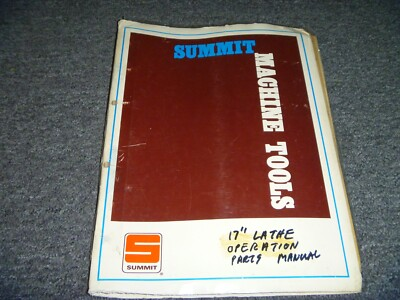 SUMMIT
MACHINE TOOLS
17" LATHE
OPERATION
PARTS MANUAL
S
SUMMIT